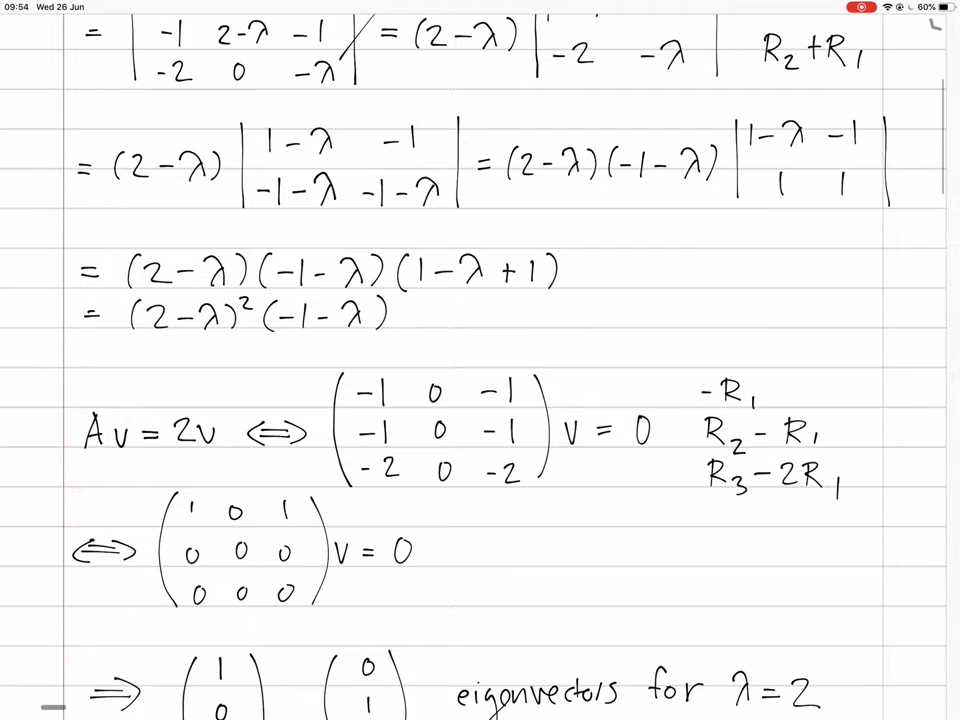 09:54 Wed 26 Jun 60%
= | -1 2-λ -1 | = (2-λ) | |
| -2 0 -λ | | -2 -λ | R₂+R₁
= (2-λ) | 1-λ -1 | = (2-λ)(-1-λ) | 1-λ -1 |
| -1-λ -1-λ | | 1 1 |
= (2-λ)(-1-λ)(1-λ+1)
= (2-λ)²(-1-λ)
( -1 0 -1 ) -R₁
Av = 2v ⇔ ( -1 0 -1 ) v = 0 R₂-R₁
( -2 0 -2 ) R₃-2R₁
( 1 0 1 )
⇔ ( 0 0 0 ) v = 0
( 0 0 0 )
⇒ ( 1 ) ( 0 ) eigenvectors for λ=2
( 0 ) ( 1 )